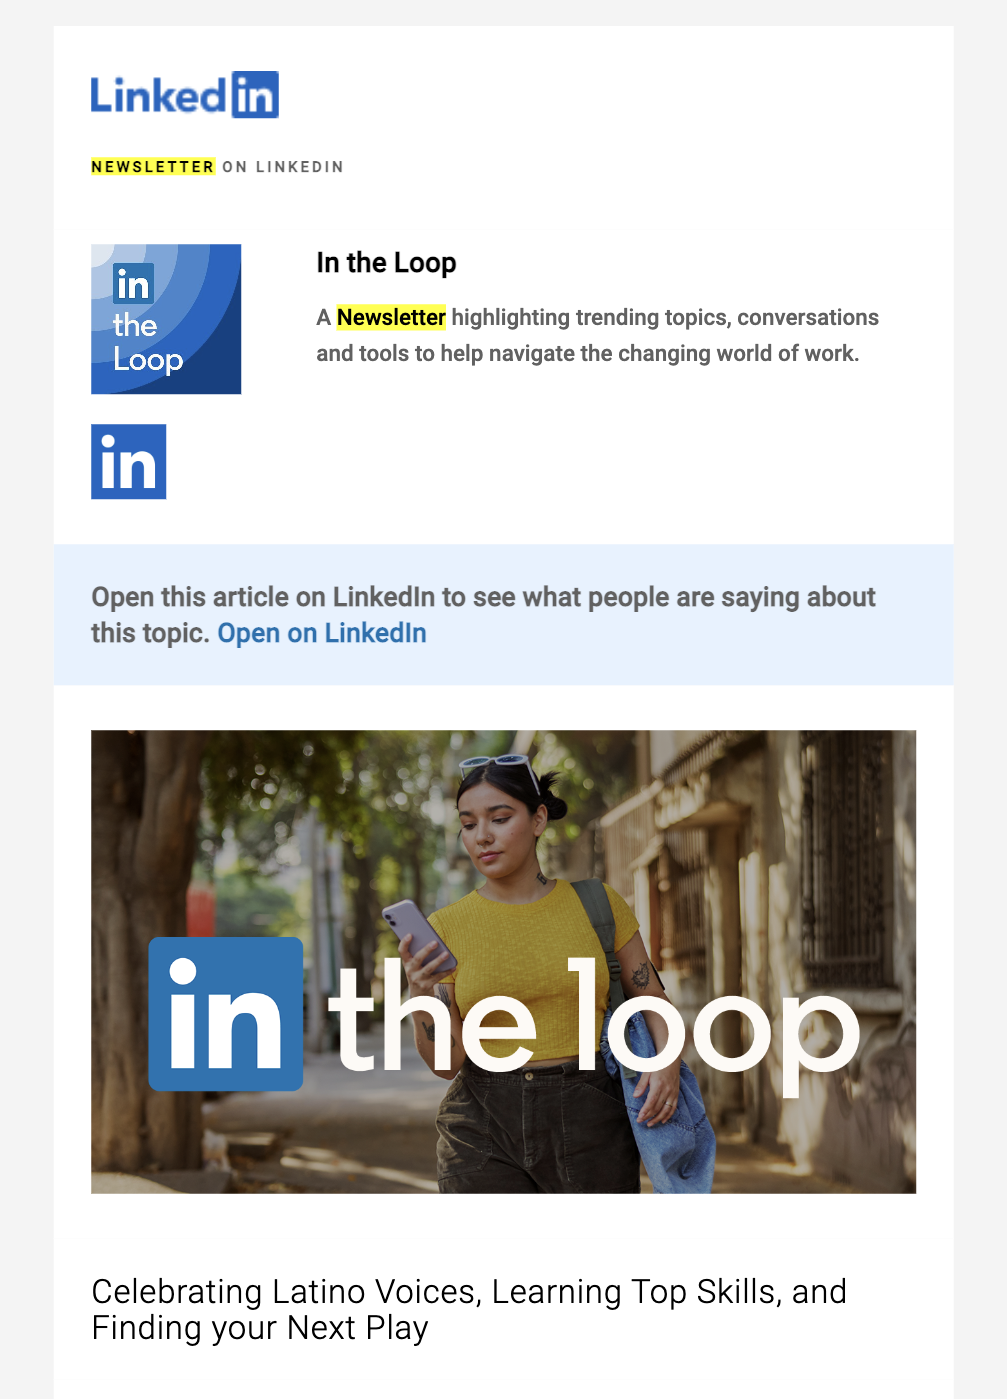 Linked in
NEWSLETTER ON LINKEDIN
in
the
Loop
In the Loop
A Newsletter highlighting trending topics, conversations
and tools to help navigate the changing world of work.
in
Open this article on LinkedIn to see what people are saying about
this topic. Open on LinkedIn
in the loop
Celebrating Latino Voices, Learning Top Skills, and
Finding your Next Play